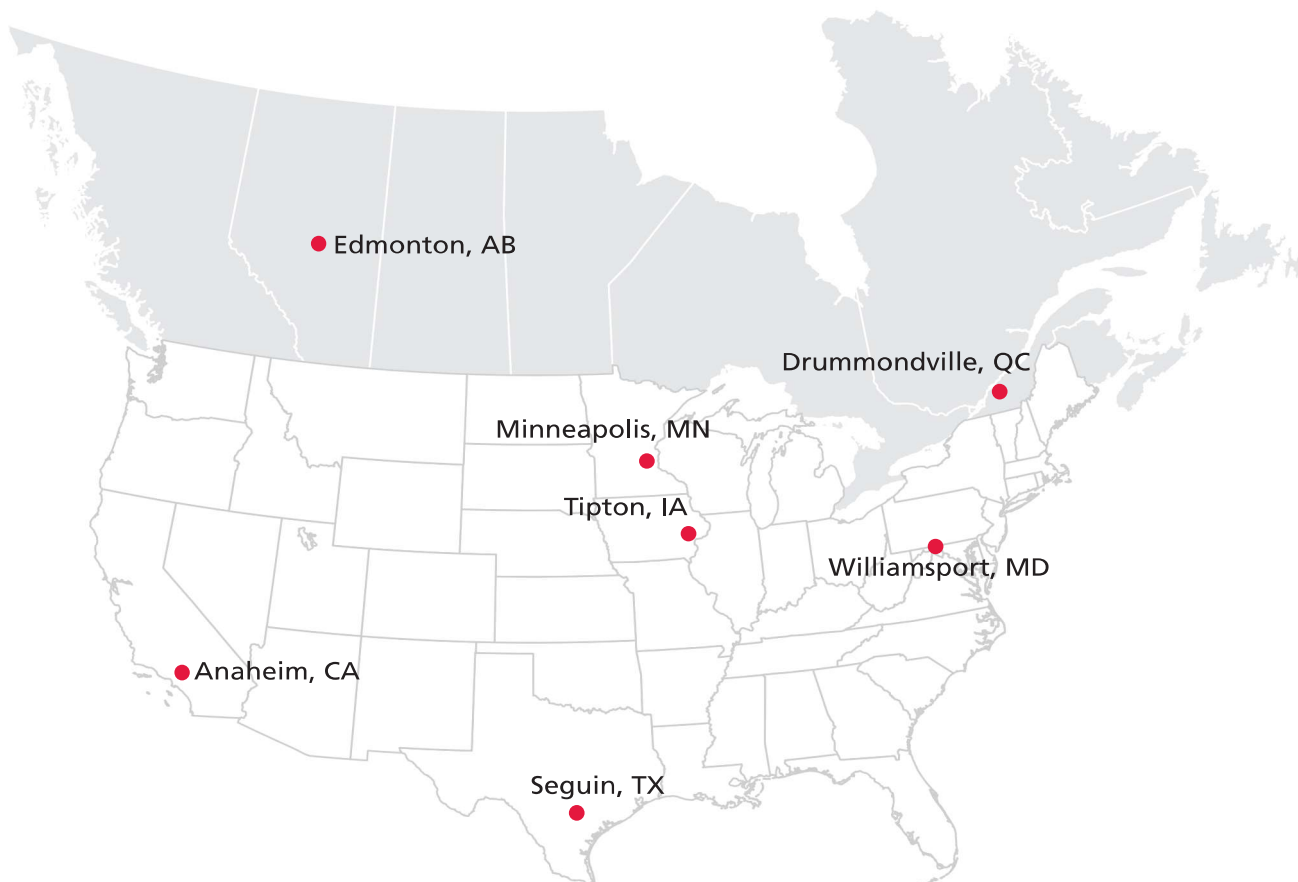 Edmonton, AB
Drummondville, QC
Minneapolis, MN
Tipton, IA
Williamsport, MD
Anaheim, CA
Seguin, TX